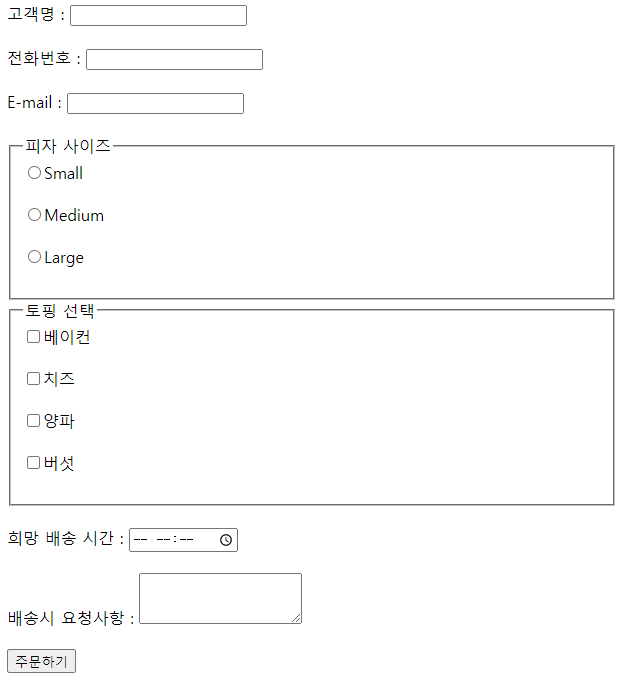 고객명 :
전화번호 :
E-mail :
피자 사이즈
Small
Medium
Large
토핑 선택
베이컨
치즈
양파
버섯
희망 배송 시간 : -- --:--
배송시 요청사항 :
주문하기